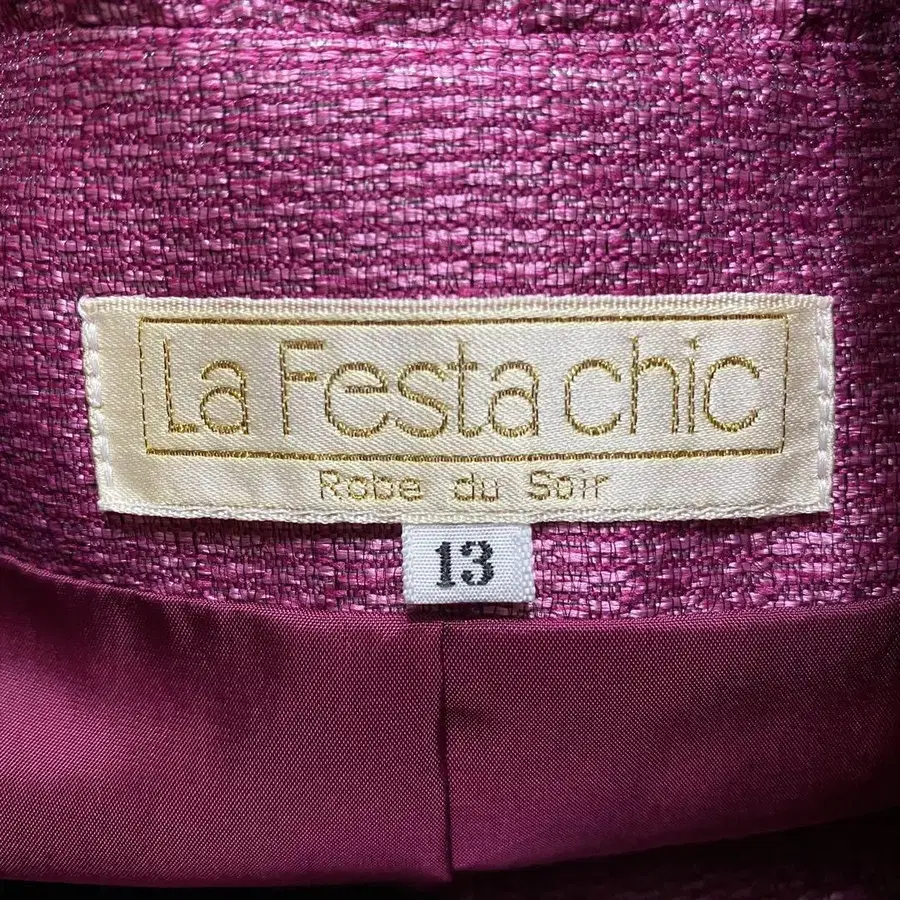 La Festa chic
Robe du Soir
13